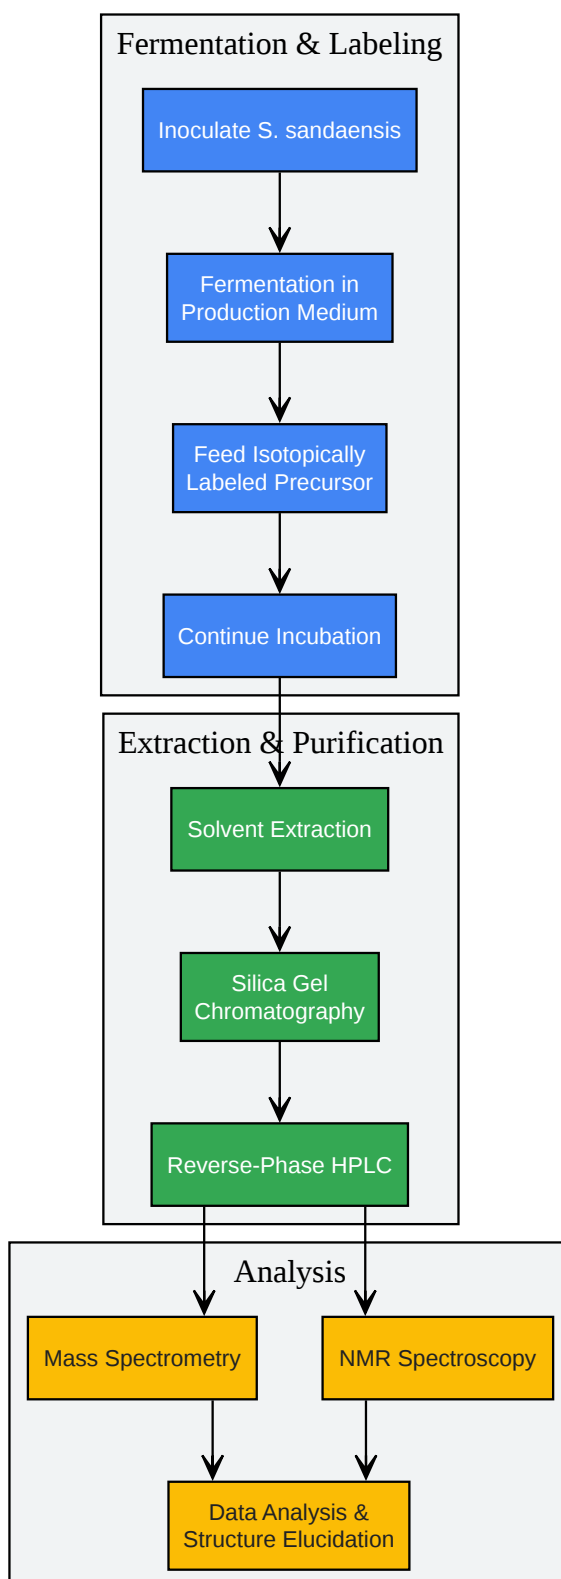 Fermentation & Labeling
Inoculate S. sandaensis
Fermentation in
Production Medium
Feed Isotopically
Labeled Precursor
Continue Incubation
Extraction & Purification
Solvent Extraction
Silica Gel
Chromatography
Reverse-Phase HPLC
Analysis
Mass Spectrometry
NMR Spectroscopy
Data Analysis &
Structure Elucidation